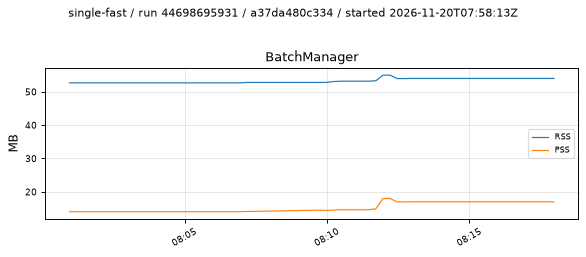 single-fast / run 44698695931 / a37da480c334 / started 2026-11-20T07:58:13Z
BatchManager
MB
50
40
30
20
RSS
PSS
08:05
08:10
08:15